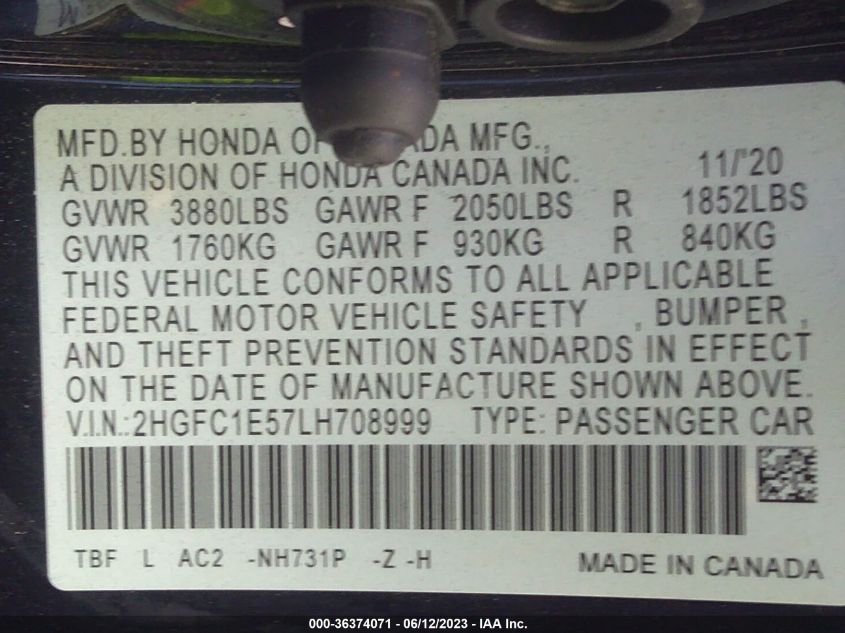 MFD.BY HONDA OF CANADA MFG.,
A DIVISION OF HONDA CANADA INC. 11/'20
GVWR 3880LBS GAWR F 2050LBS R 1852LBS
GVWR 1760KG GAWR F 930KG R 840KG
THIS VEHICLE CONFORMS TO ALL APPLICABLE
FEDERAL MOTOR VEHICLE SAFETY , BUMPER ,
AND THEFT PREVENTION STANDARDS IN EFFECT
ON THE DATE OF MANUFACTURE SHOWN ABOVE.
V.I.N.:2HGFC1E57LH708999 TYPE: PASSENGER CAR
TBF L AC2 -NH731P -Z -H MADE IN CANADA
000-36374071 - 06/12/2023 - IAA Inc.